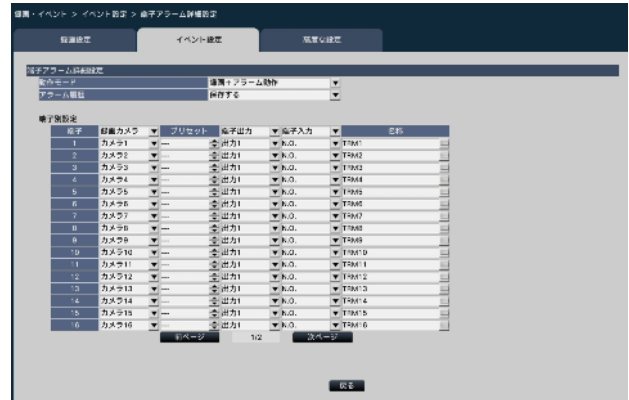 録画・イベント > イベント設定 > 端子アラーム詳細設定
録画設定 イベント設定 高度な設定
端子アラーム詳細設定
動作モード 録画＋アラーム動作
アラーム履歴 保存する
端子別設定
端子 録画カメラ プリセット 端子出力 端子入力 名称
1 カメラ1 --- 出力1 N.O. TRM1
2 カメラ2 --- 出力1 N.O. TRM2
3 カメラ3 --- 出力1 N.O. TRM3
4 カメラ4 --- 出力1 N.O. TRM4
5 カメラ5 --- 出力1 N.O. TRM5
6 カメラ6 --- 出力1 N.O. TRM6
7 カメラ7 --- 出力1 N.O. TRM7
8 カメラ8 --- 出力1 N.O. TRM8
9 カメラ9 --- 出力1 N.O. TRM9
10 カメラ10 --- 出力1 N.O. TRM10
11 カメラ11 --- 出力1 N.O. TRM11
12 カメラ12 --- 出力1 N.O. TRM12
13 カメラ13 --- 出力1 N.O. TRM13
14 カメラ14 --- 出力1 N.O. TRM14
15 カメラ15 --- 出力1 N.O. TRM15
16 カメラ16 --- 出力1 N.O. TRM16
前ページ 1/2 次ページ
戻る